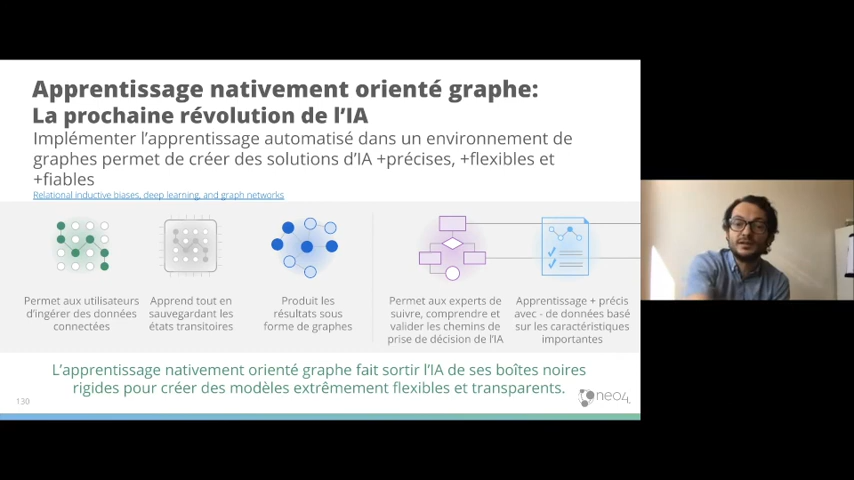 Apprentissage nativement orienté graphe:
La prochaine révolution de l'IA
Implémenter l'apprentissage automatisé dans un environnement de
graphes permet de créer des solutions d'IA +précises, +flexibles et
+fiables
Relational inductive biases, deep learning, and graph networks
Permet aux utilisateurs
d'ingérer des données
connectées
Apprend tout en
sauvegardant les
états transitoires
Produit les
résultats sous
forme de graphes
Permet aux experts de
suivre, comprendre et
valider les chemins de
prise de décision de l'IA
Apprentissage + précis
avec - de données basé
sur les caractéristiques
importantes
L'apprentissage nativement orienté graphe fait sortir l'IA de ses boîtes noires
rigides pour créer des modèles extrêmement flexibles et transparents.
130
neo4j